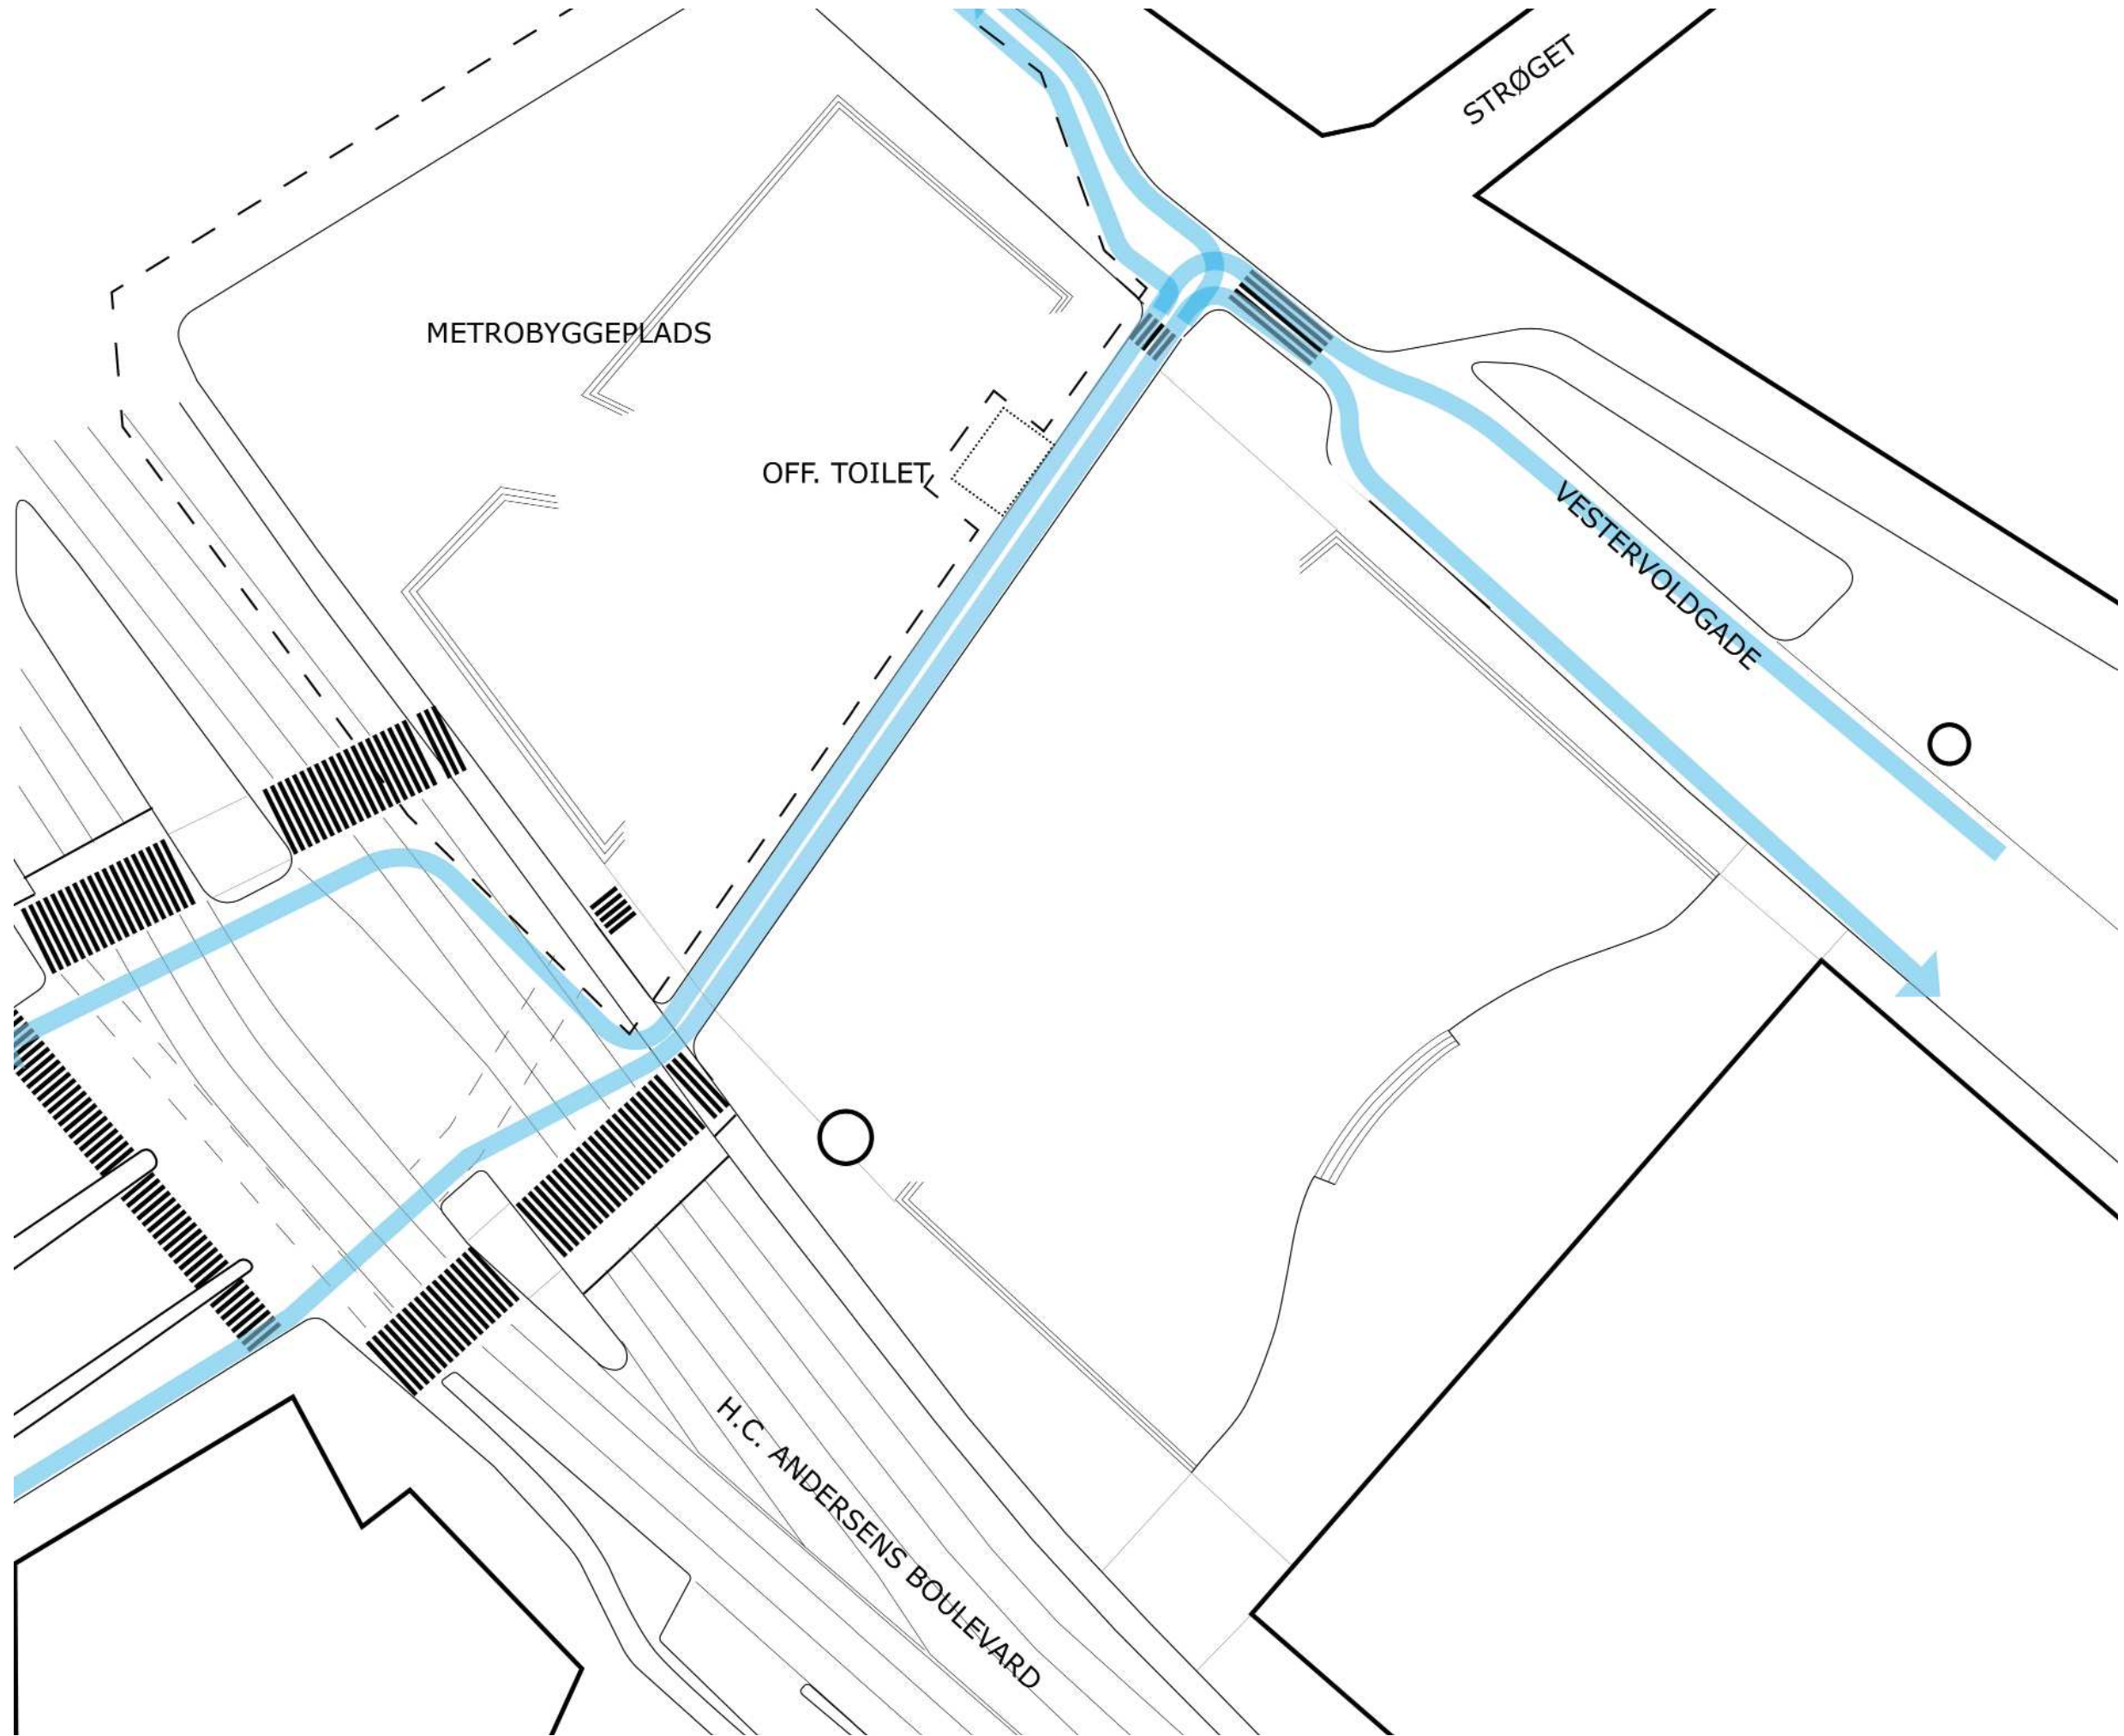 STRØGET
METROBYGGEPLADS
OFF. TOILET
VESTERVOLDGADE
H.C. ANDERSENS BOULEVARD